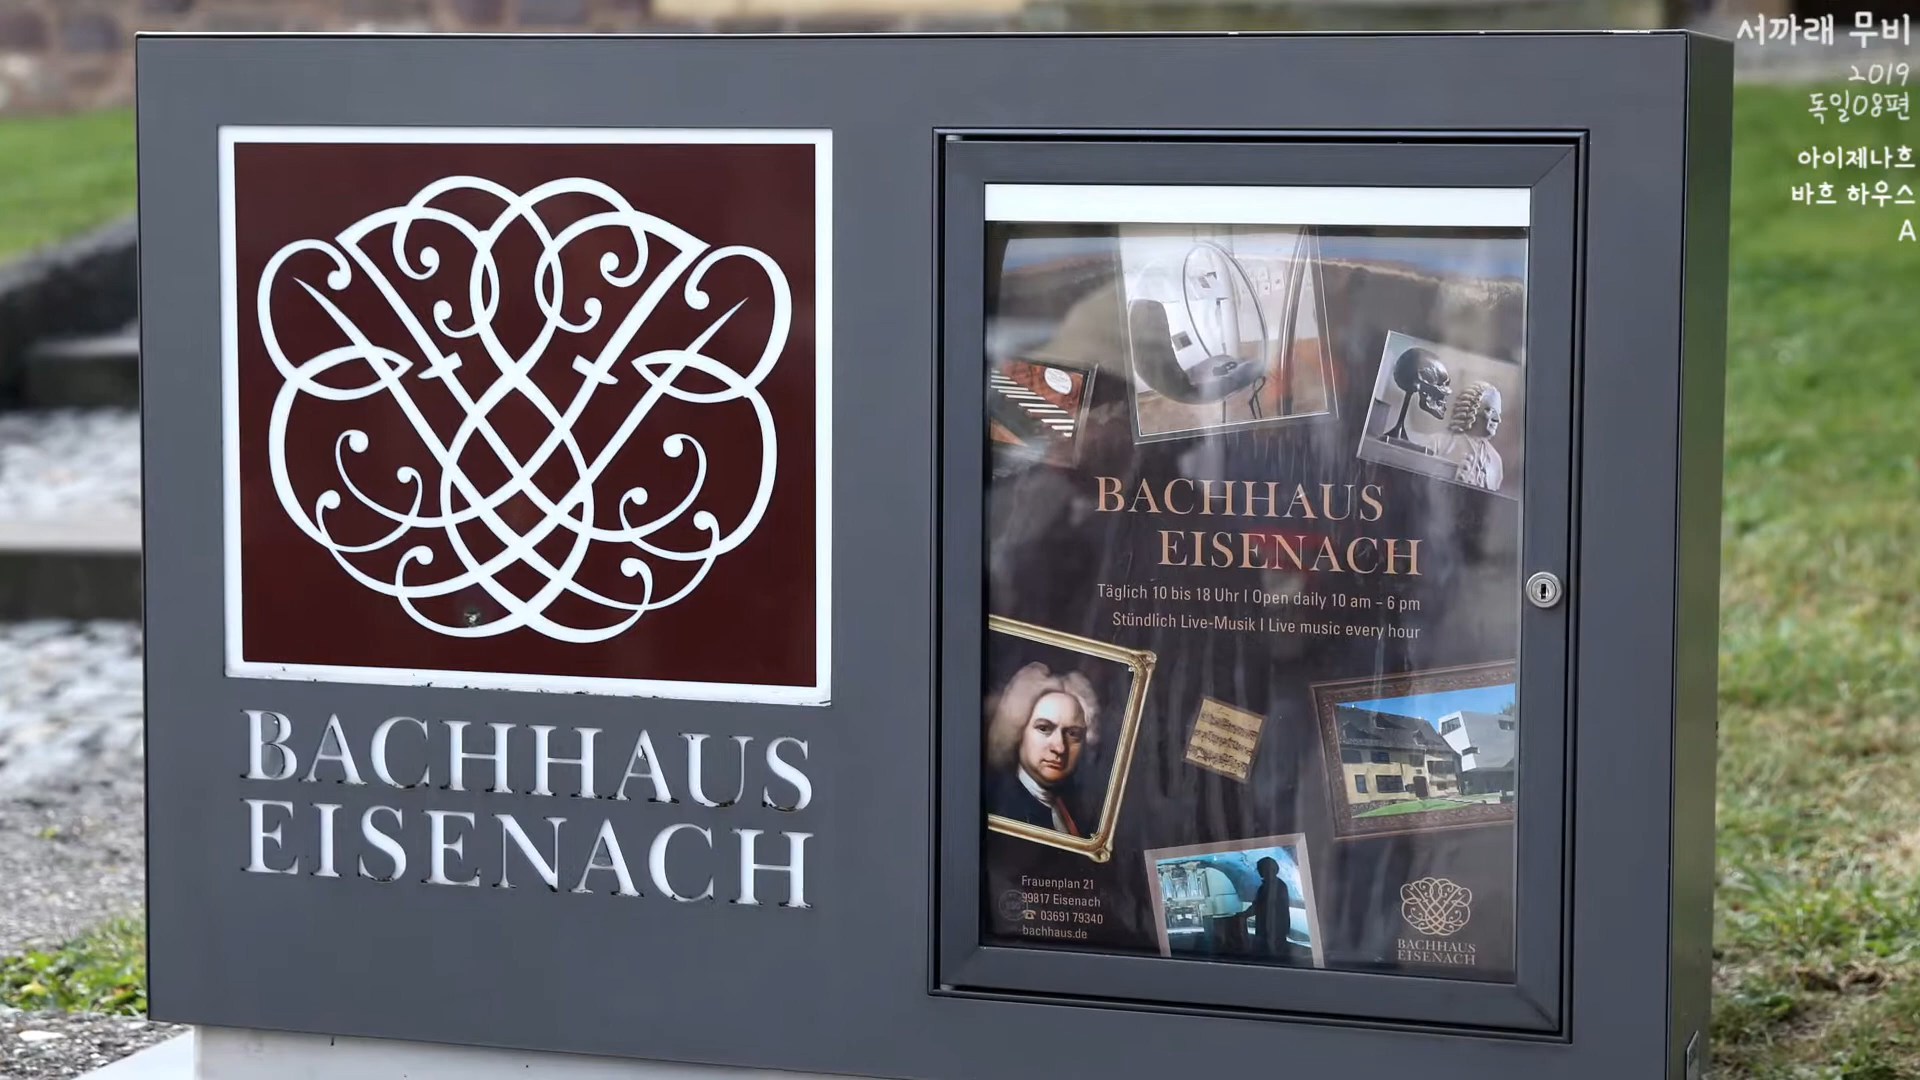 서까래 무비
2019
독일08편
아이제나흐
바흐 하우스
A
BACHHAUS
EISENACH
BACHHAUS
EISENACH
Täglich 10 bis 18 Uhr | Open daily 10 am – 6 pm
Stündlich Live-Musik | Live music every hour
Frauenplan 21
99817 Eisenach
☎ 03691 79340
bachhaus.de
BACHHAUS
EISENACH